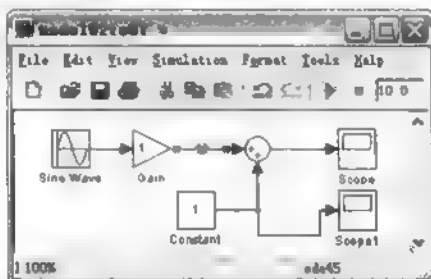 File Edit View Simulation Format Tools Help
10.0
1
Sine Wave
Gain
Scope
1
Constant
Scope1
100%
ode45